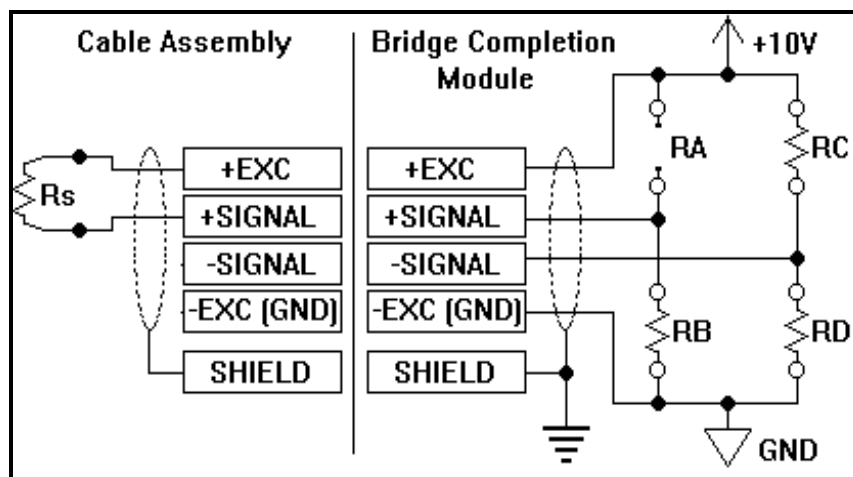 Cable Assembly
Bridge Completion
Module
+10V
Rs
+EXC
+SIGNAL
-SIGNAL
-EXC (GND)
SHIELD
+EXC
+SIGNAL
-SIGNAL
-EXC (GND)
SHIELD
RA
RC
RB
RD
GND